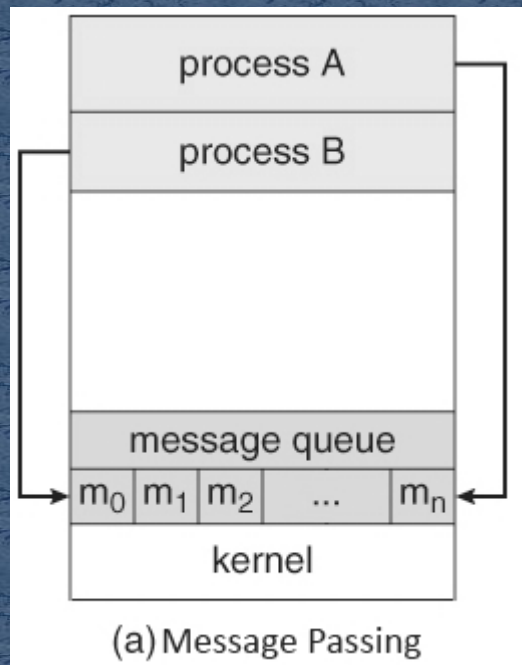 process A
process B
message queue
m₀ m₁ m₂ ... mₙ
kernel
(a) Message Passing